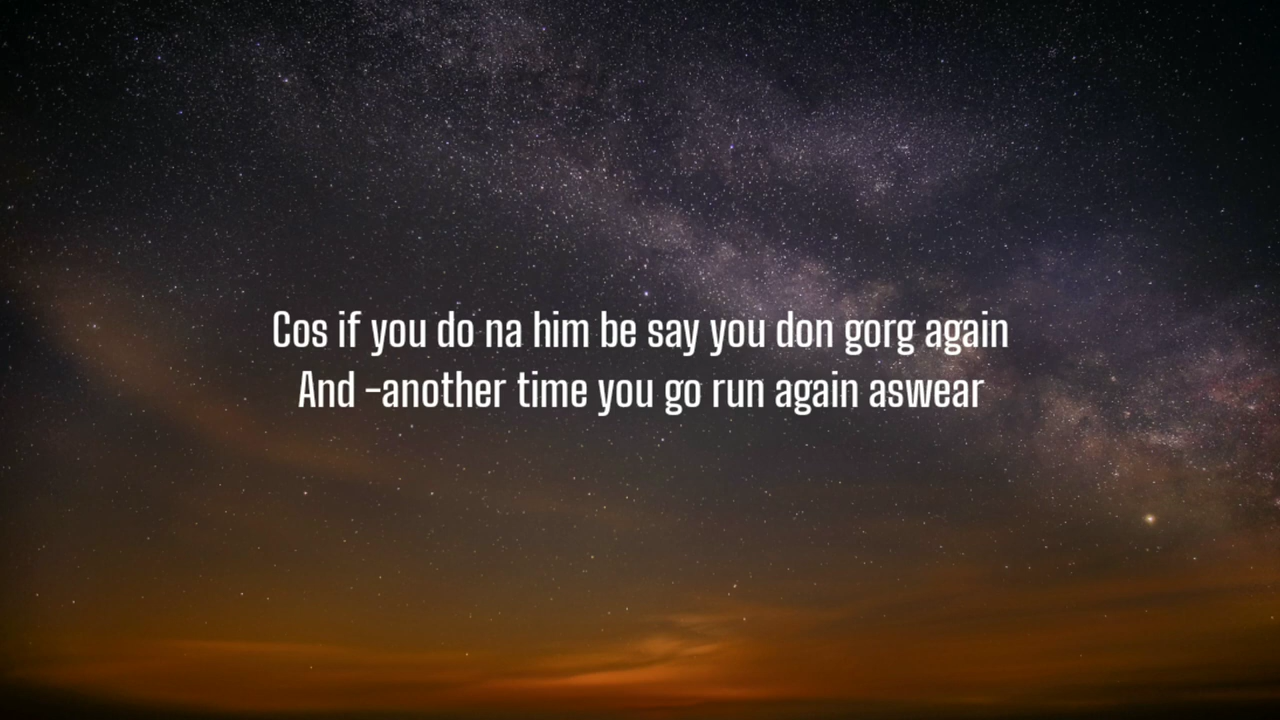 Cos if you do na him be say you don gorg again
And -another time you go run again aswear